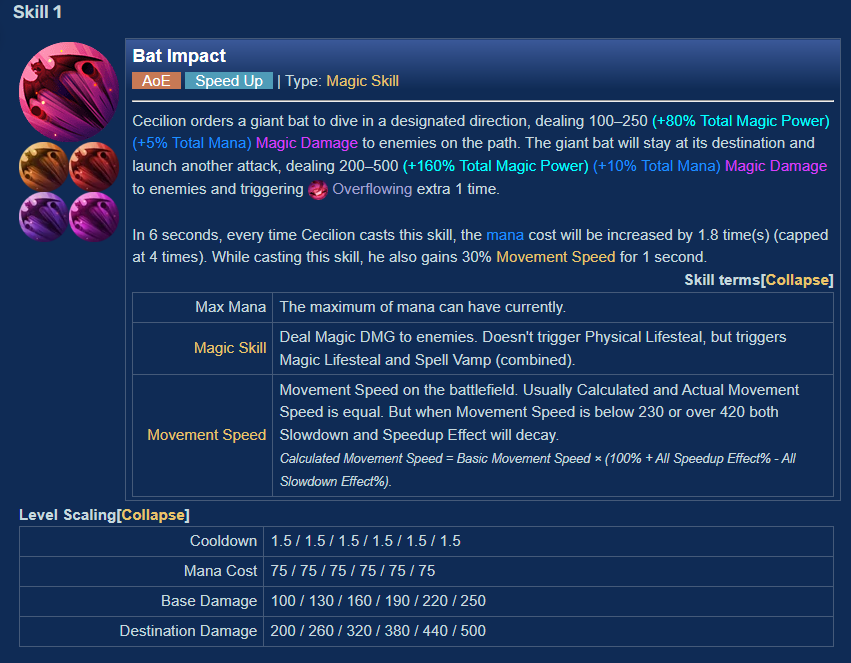 Skill 1
Bat Impact
AoE Speed Up | Type: Magic Skill
Cecilion orders a giant bat to dive in a designated direction, dealing 100–250 (+80% Total Magic Power)
(+5% Total Mana) Magic Damage to enemies on the path. The giant bat will stay at its destination and
launch another attack, dealing 200–500 (+160% Total Magic Power) (+10% Total Mana) Magic Damage
to enemies and triggering Overflowing extra 1 time.
In 6 seconds, every time Cecilion casts this skill, the mana cost will be increased by 1.8 time(s) (capped
at 4 times). While casting this skill, he also gains 30% Movement Speed for 1 second.
Skill terms[Collapse]
Max Mana The maximum of mana can have currently.
Magic Skill Deal Magic DMG to enemies. Doesn't trigger Physical Lifesteal, but triggers
Magic Lifesteal and Spell Vamp (combined).
Movement Speed Movement Speed on the battlefield. Usually Calculated and Actual Movement
Speed is equal. But when Movement Speed is below 230 or over 420 both
Slowdown and Speedup Effect will decay.
Calculated Movement Speed = Basic Movement Speed × (100% + All Speedup Effect% - All
Slowdown Effect%).
Level Scaling[Collapse]
Cooldown 1.5 / 1.5 / 1.5 / 1.5 / 1.5 / 1.5
Mana Cost 75 / 75 / 75 / 75 / 75 / 75
Base Damage 100 / 130 / 160 / 190 / 220 / 250
Destination Damage 200 / 260 / 320 / 380 / 440 / 500